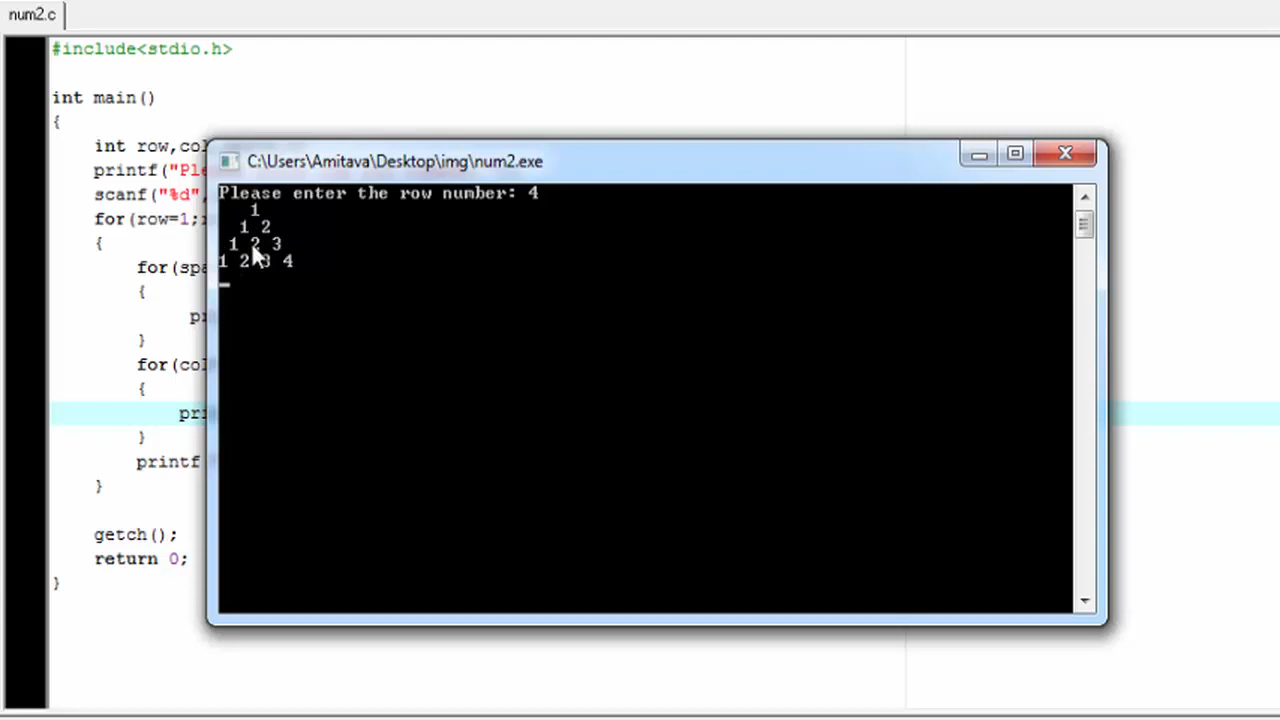 num2.c
#include<stdio.h>
int main()
{
int row,co
C:\Users\Amitava\Desktop\img\num2.exe
printf("Ple
Please enter the row number: 4
scanf("%d",
1
for(row=1;
1 2
{
1 2 3
for(spa
1 2 3 4
{
pr
}
for(col
{
pri
}
printf
}
getch();
return 0;
}